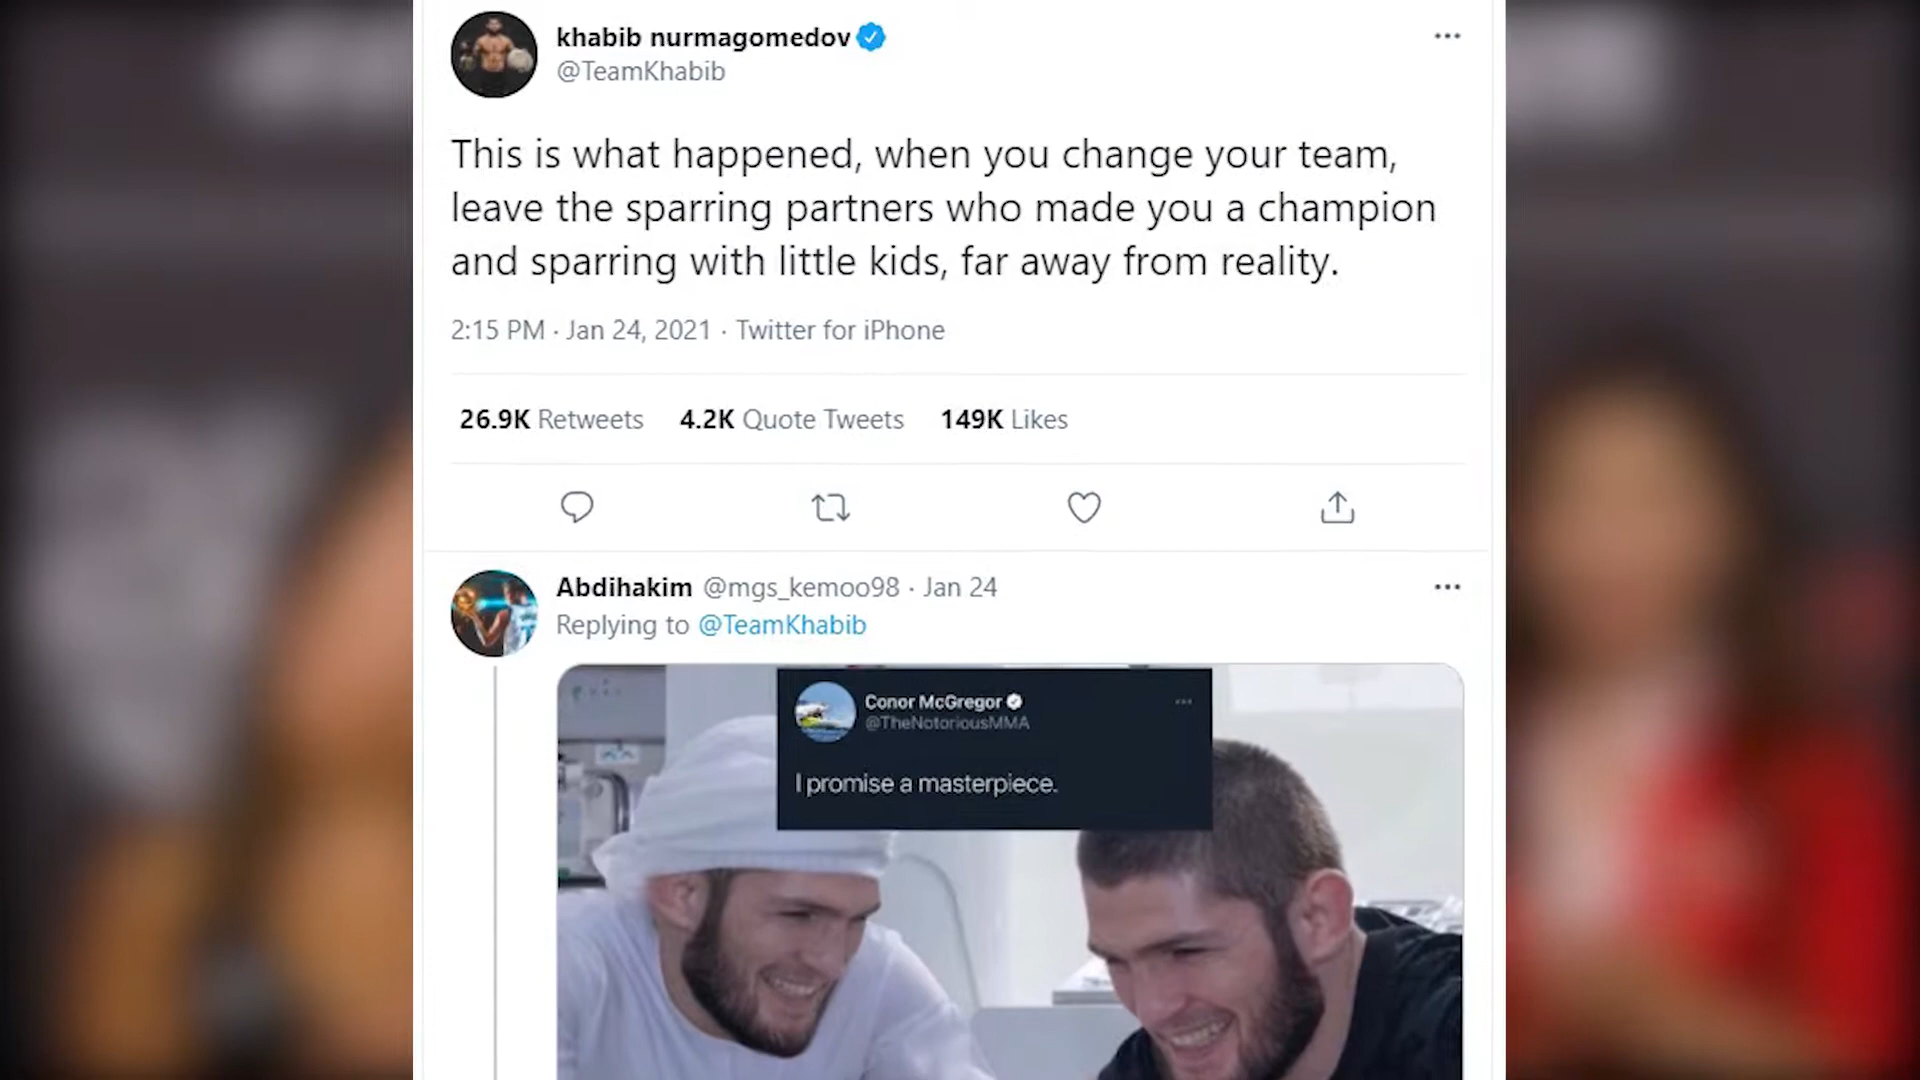 khabib nurmagomedov
@TeamKhabib
This is what happened, when you change your team,
leave the sparring partners who made you a champion
and sparring with little kids, far away from reality.
2:15 PM · Jan 24, 2021 · Twitter for iPhone
26.9K Retweets 4.2K Quote Tweets 149K Likes
Abdihakim @mgs_kemoo98 · Jan 24
Replying to @TeamKhabib
Conor McGregor
@TheNotoriousMMA
I promise a masterpiece.